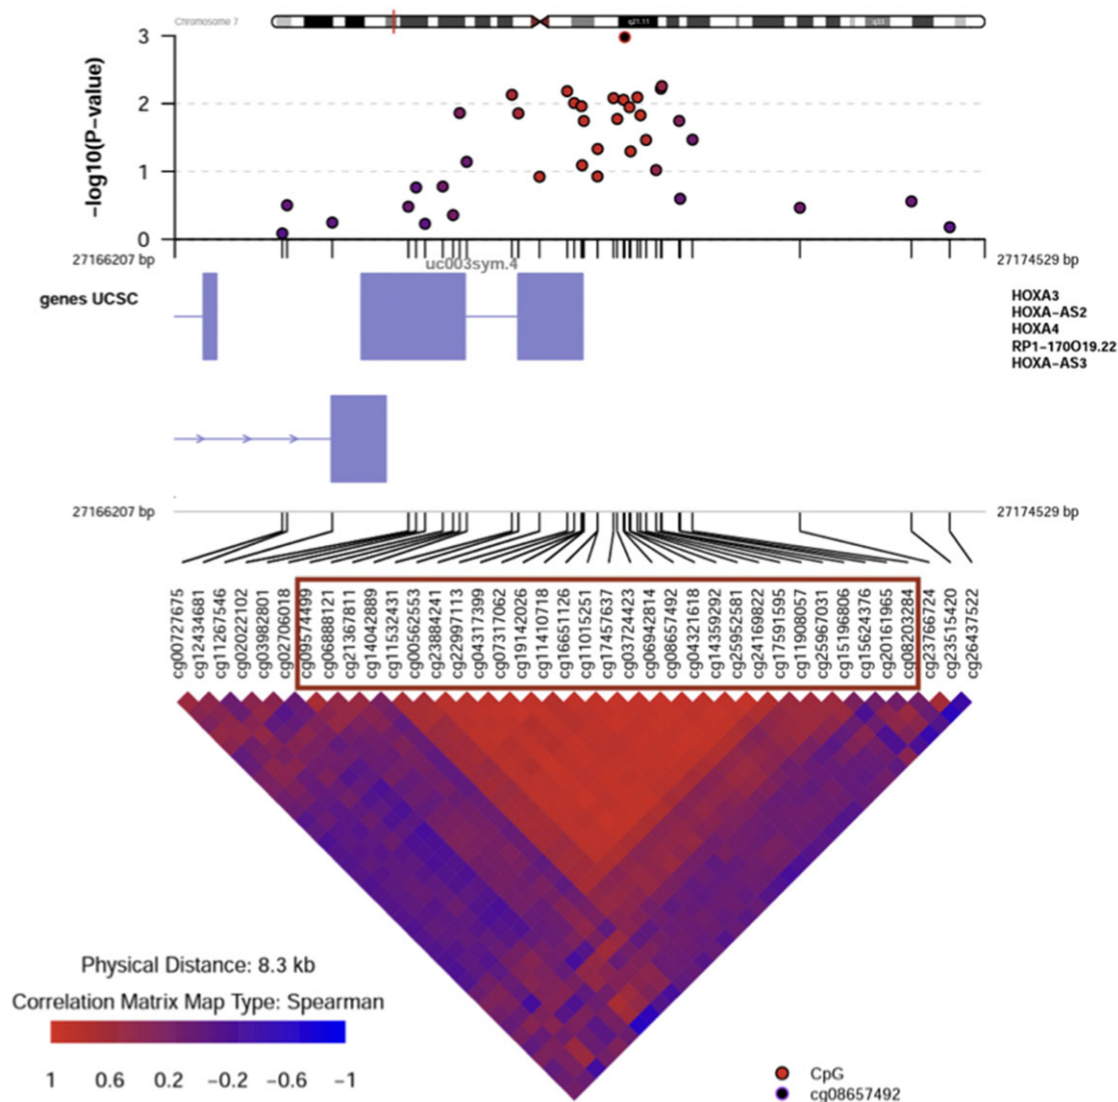 Chromosome 7
q21.11
q33
3
2
1
0
−log10(P−value)
27166207 bp
27174529 bp
uc003sym.4
genes UCSC
HOXA3
HOXA−AS2
HOXA4
RP1−170O19.22
HOXA−AS3
27166207 bp
27174529 bp
cg00727675
cg12434681
cg11267546
cg02022102
cg03982801
cg02706018
cg09574499
cg06888121
cg21367811
cg14042889
cg11532431
cg00562553
cg23884241
cg22997113
cg04317399
cg07317062
cg19142026
cg11410718
cg16651126
cg11015251
cg17457637
cg03724423
cg06942814
cg08657492
cg04321618
cg14359292
cg25952581
cg24169822
cg17591595
cg11908057
cg25967031
cg15196806
cg15624376
cg20161965
cg08203284
cg23766724
cg23515420
cg26437522
Physical Distance: 8.3 kb
Correlation Matrix Map Type: Spearman
1 0.6 0.2 −0.2 −0.6 −1
CpG
cg08657492